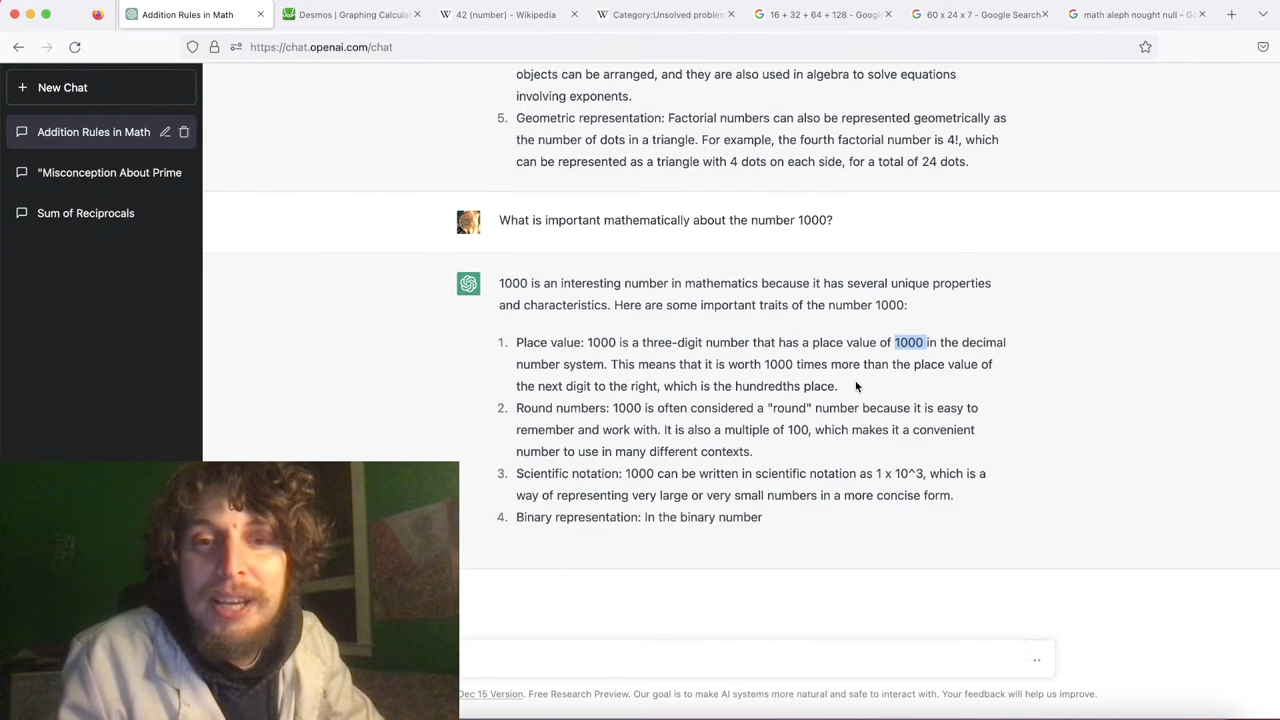 Addition Rules in Math
Desmos | Graphing Calcula
42 (number) - Wikipedia
Category:Unsolved problem
16 + 32 + 64 + 128 - Googl
60 x 24 x 7 - Google Search
math aleph nought null - Go
https://chat.openai.com/chat
+ New Chat
Addition Rules in Math
"Misconception About Prime
Sum of Reciprocals
objects can be arranged, and they are also used in algebra to solve equations
involving exponents.
5. Geometric representation: Factorial numbers can also be represented geometrically as
the number of dots in a triangle. For example, the fourth factorial number is 4!, which
can be represented as a triangle with 4 dots on each side, for a total of 24 dots.
What is important mathematically about the number 1000?
1000 is an interesting number in mathematics because it has several unique properties
and characteristics. Here are some important traits of the number 1000:
1. Place value: 1000 is a three-digit number that has a place value of 1000 in the decimal
number system. This means that it is worth 1000 times more than the place value of
the next digit to the right, which is the hundredths place.
2. Round numbers: 1000 is often considered a "round" number because it is easy to
remember and work with. It is also a multiple of 100, which makes it a convenient
number to use in many different contexts.
3. Scientific notation: 1000 can be written in scientific notation as 1 x 10^3, which is a
way of representing very large or very small numbers in a more concise form.
4. Binary representation: In the binary number
Dec 15 Version. Free Research Preview. Our goal is to make AI systems more natural and safe to interact with. Your feedback will help us improve.